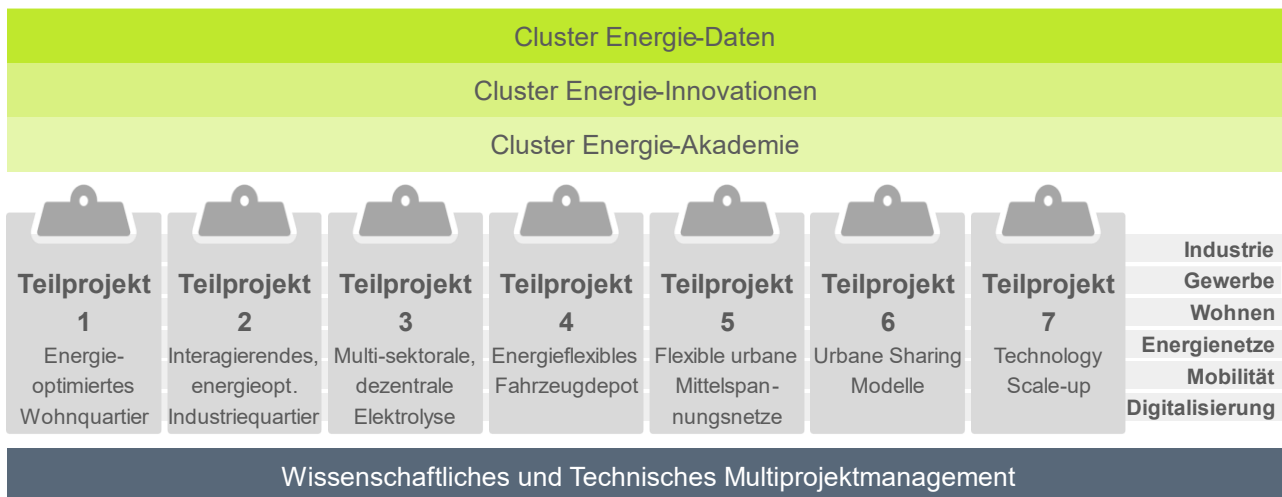 Cluster Energie-Daten
Cluster Energie-Innovationen
Cluster Energie-Akademie
Teilprojekt
1
Energie-
optimiertes
Wohnquartier
Teilprojekt
2
Interagierendes,
energieopt.
Industriequartier
Teilprojekt
3
Multi-sektorale,
dezentrale
Elektrolyse
Teilprojekt
4
Energieflexibles
Fahrzeugdepot
Teilprojekt
5
Flexible urbane
Mittelspan-
nungsnetze
Teilprojekt
6
Urbane Sharing
Modelle
Teilprojekt
7
Technology
Scale-up
Industrie
Gewerbe
Wohnen
Energienetze
Mobilität
Digitalisierung
Wissenschaftliches und Technisches Multiprojektmanagement